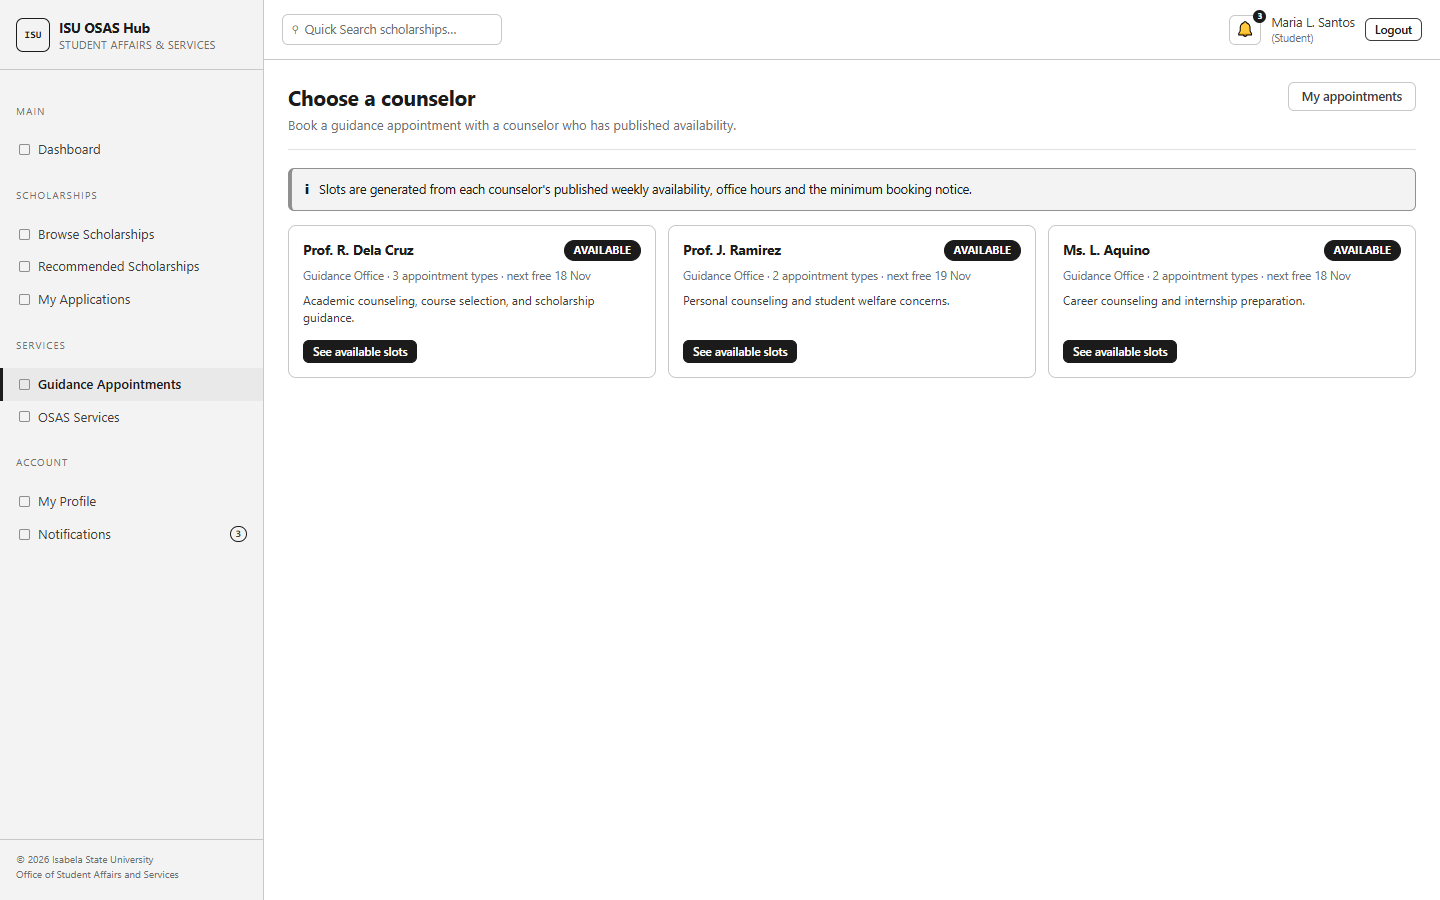 ISU
ISU OSAS Hub
STUDENT AFFAIRS & SERVICES
MAIN
Dashboard
SCHOLARSHIPS
Browse Scholarships
Recommended Scholarships
My Applications
SERVICES
Guidance Appointments
OSAS Services
ACCOUNT
My Profile
Notifications
3
© 2026 Isabela State University
Office of Student Affairs and Services
Quick Search scholarships...
3
Maria L. Santos
(Student)
Logout
Choose a counselor
My appointments
Book a guidance appointment with a counselor who has published availability.
i Slots are generated from each counselor's published weekly availability, office hours and the minimum booking notice.
Prof. R. Dela Cruz
AVAILABLE
Guidance Office · 3 appointment types · next free 18 Nov
Academic counseling, course selection, and scholarship
guidance.
See available slots
Prof. J. Ramirez
AVAILABLE
Guidance Office · 2 appointment types · next free 19 Nov
Personal counseling and student welfare concerns.
See available slots
Ms. L. Aquino
AVAILABLE
Guidance Office · 2 appointment types · next free 18 Nov
Career counseling and internship preparation.
See available slots